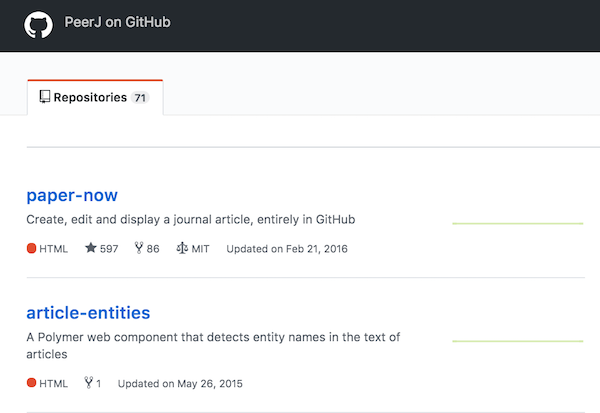 PeerJ on GitHub
Repositories 71
paper-now
Create, edit and display a journal article, entirely in GitHub
HTML 597 86 MIT Updated on Feb 21, 2016
article-entities
A Polymer web component that detects entity names in the text of
articles
HTML 1 Updated on May 26, 2015